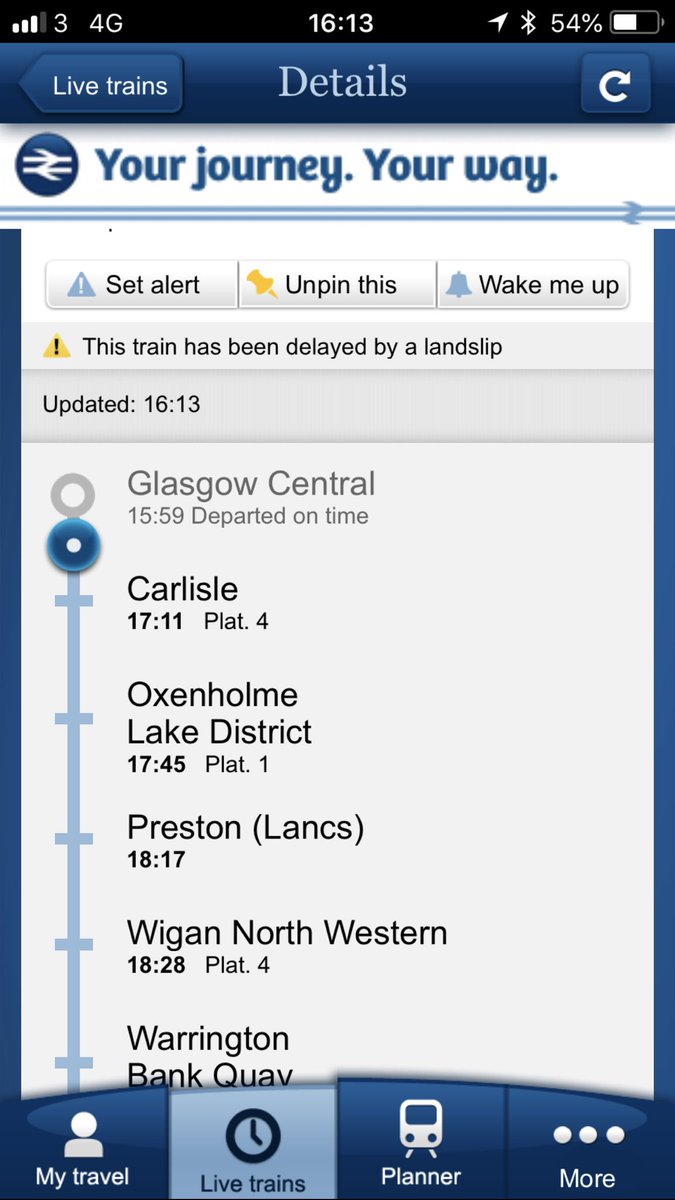 3 4G 16:13 54%
Live trains Details
Your journey. Your way.
Set alert Unpin this Wake me up
This train has been delayed by a landslip
Updated: 16:13
Glasgow Central
15:59 Departed on time
Carlisle
17:11 Plat. 4
Oxenholme
Lake District
17:45 Plat. 1
Preston (Lancs)
18:17
Wigan North Western
18:28 Plat. 4
Warrington
Bank Quay
My travel Live trains Planner More